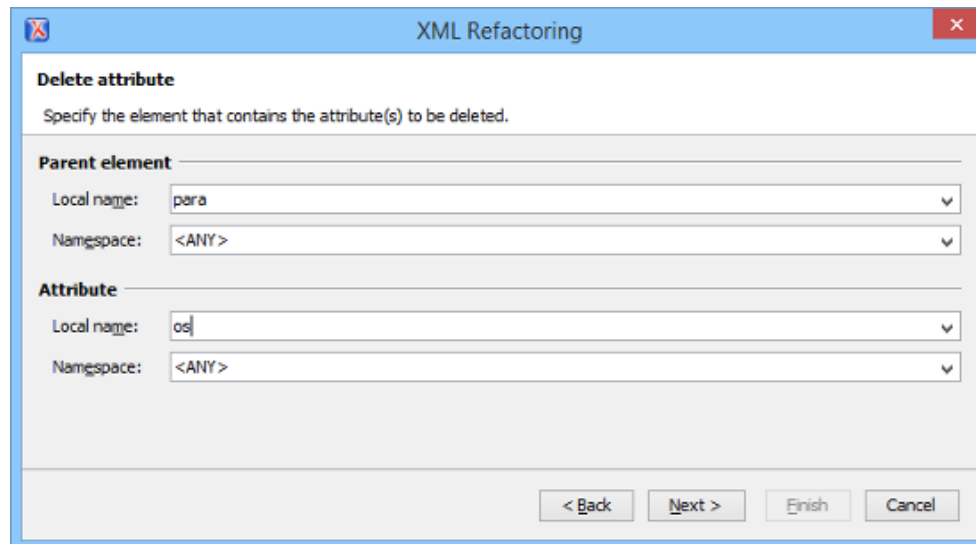 XML Refactoring
Delete attribute
Specify the element that contains the attribute(s) to be deleted.
Parent element
Local name: para
Namespace: <ANY>
Attribute
Local name: os
Namespace: <ANY>
< Back Next > Finish Cancel